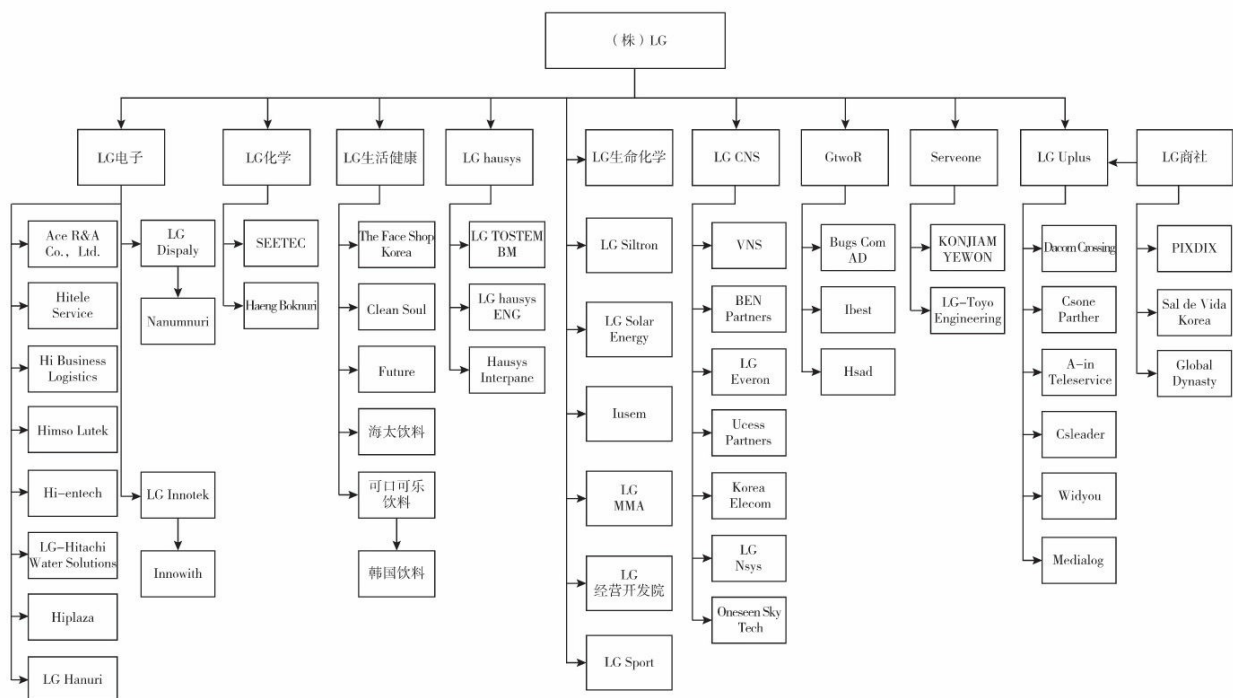 （株）LG
LG电子
LG化学
LG生活健康
LG hausys
LG生命化学
LG CNS
GtwoR
Serveone
LG Uplus
LG商社
Ace R&A
Co.，Ltd.
Hitele
Service
Hi Business
Logistics
Himso Lutek
Hi-entech
LG-Hitachi
Water Solutions
Hiplaza
LG Hanuri
LG
Dispaly
Nanumnuri
LG Innotek
Innowith
SEETEC
Haeng Boknuri
The Face Shop
Korea
Clean Soul
Future
海太饮料
可口可乐
饮料
韩国饮料
LG TOSTEM
BM
LG hausys
ENG
Hausys
Interpane
LG Siltron
LG Solar
Energy
Iusem
LG
MMA
LG
经营开发院
LG Sport
VNS
BEN
Partners
LG
Everon
Ucess
Partners
Korea
Elecom
LG
Nsys
Oneseen Sky
Tech
Bugs Com
AD
Ibest
Hsad
KONJIAM
YEWON
LG-Toyo
Engineering
Dacom Crossing
Csone
Parther
A-in
Teleservice
Csleader
Widyou
Medialog
PIXDIX
Sal de Vida
Korea
Global
Dynasty